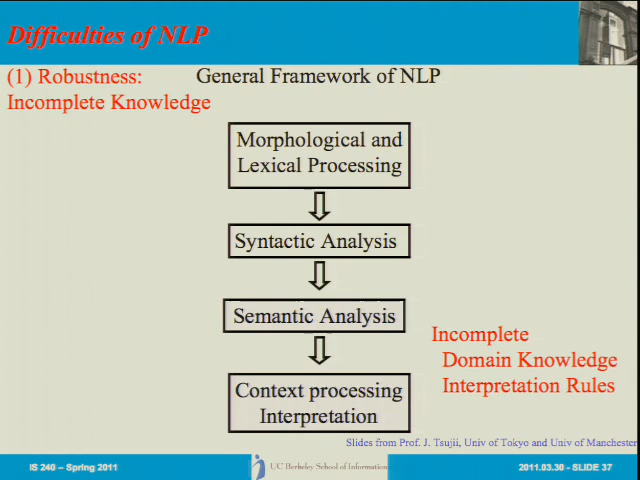 Difficulties of NLP
(1) Robustness:
Incomplete Knowledge
General Framework of NLP
Morphological and
Lexical Processing
Syntactic Analysis
Semantic Analysis
Context processing
Interpretation
Incomplete
Domain Knowledge
Interpretation Rules
Slides from Prof. J. Tsujii, Univ of Tokyo and Univ of Manchester
IS 240 – Spring 2011
UC Berkeley School of Information
2011.03.30 - SLIDE 37